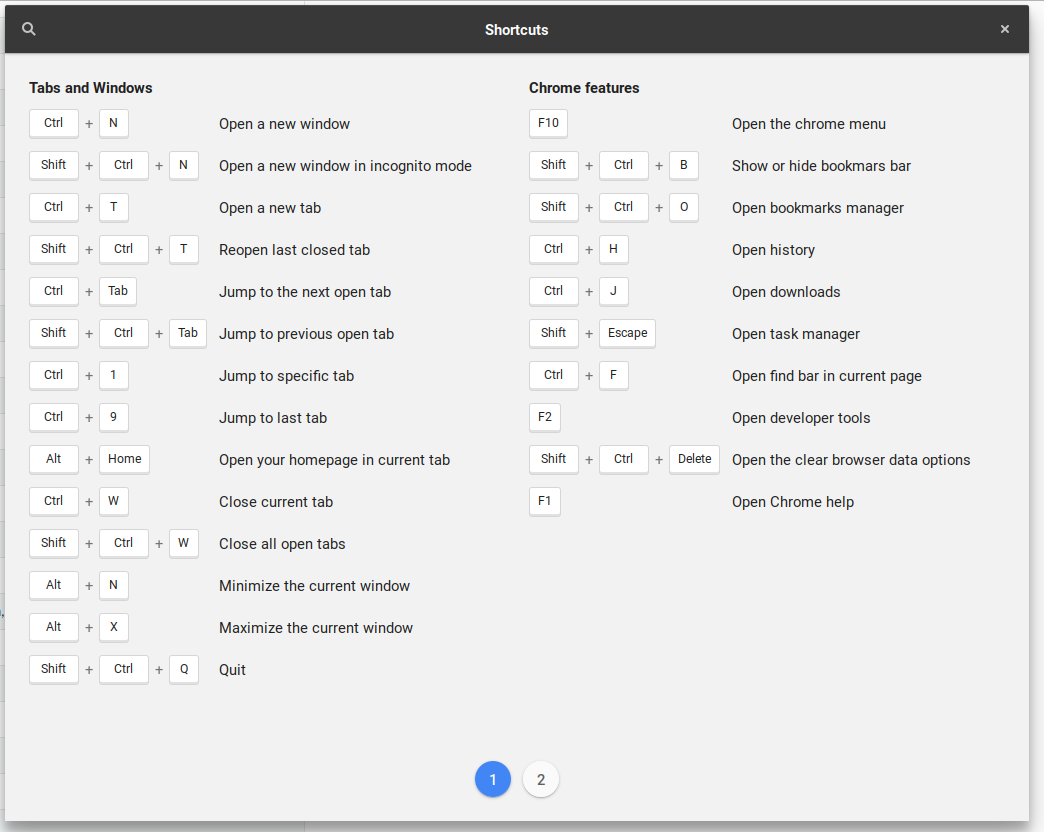 Shortcuts
Tabs and Windows
Ctrl + N Open a new window
Shift + Ctrl + N Open a new window in incognito mode
Ctrl + T Open a new tab
Shift + Ctrl + T Reopen last closed tab
Ctrl + Tab Jump to the next open tab
Shift + Ctrl + Tab Jump to previous open tab
Ctrl + 1 Jump to specific tab
Ctrl + 9 Jump to last tab
Alt + Home Open your homepage in current tab
Ctrl + W Close current tab
Shift + Ctrl + W Close all open tabs
Alt + N Minimize the current window
Alt + X Maximize the current window
Shift + Ctrl + Q Quit
Chrome features
F10 Open the chrome menu
Shift + Ctrl + B Show or hide bookmars bar
Shift + Ctrl + O Open bookmarks manager
Ctrl + H Open history
Ctrl + J Open downloads
Shift + Escape Open task manager
Ctrl + F Open find bar in current page
F2 Open developer tools
Shift + Ctrl + Delete Open the clear browser data options
F1 Open Chrome help
1 2